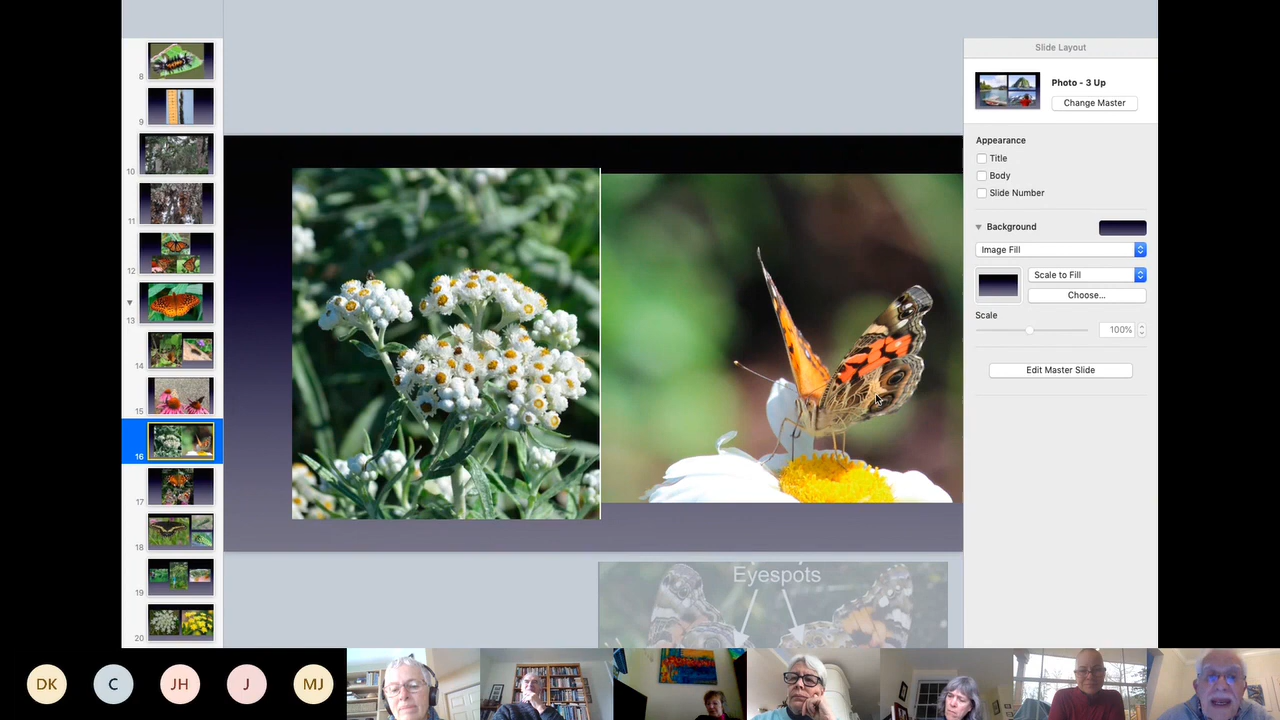 8
9
10
11
12
13
14
15
16
17
18
19
20
Slide Layout
Photo - 3 Up
Change Master
Appearance
Title
Body
Slide Number
Background
Image Fill
Scale to Fill
Choose...
Scale
100%
Edit Master Slide
Eyespots
DK
C
JH
J
MJ